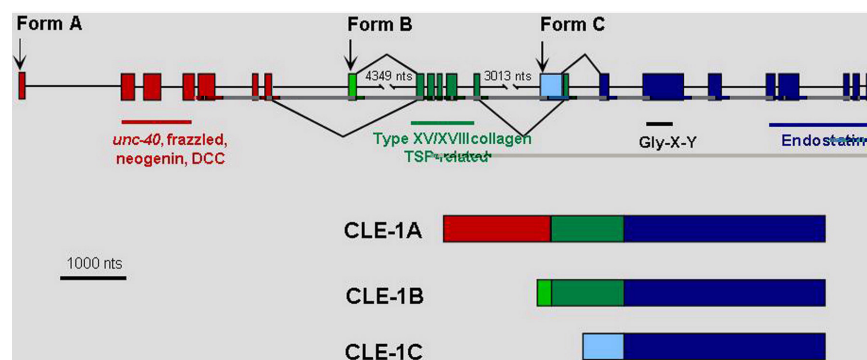 Form A
Form B
Form C
4349 nts
3013 nts
unc-40, frazzled,
neogenin, DCC
Type XV/XVIII collagen
TSP-related
Gly-X-Y
Endostatin
CLE-1A
1000 nts
CLE-1B
CLE-1C